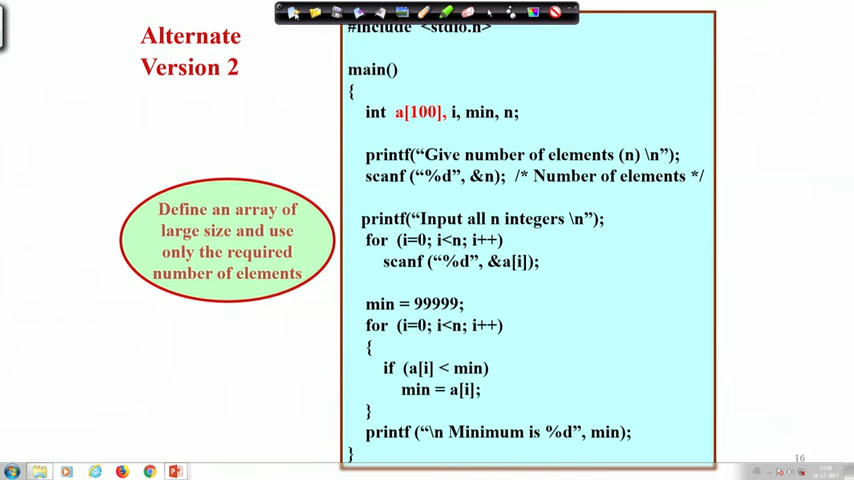 Alternate
Version 2
Define an array of
large size and use
only the required
number of elements
#include <stdio.h>
main()
{
int a[100], i, min, n;
printf(“Give number of elements (n) \n”);
scanf (“%d”, &n); /* Number of elements */
printf(“Input all n integers \n”);
for (i=0; i<n; i++)
scanf (“%d”, &a[i]);
min = 99999;
for (i=0; i<n; i++)
{
if (a[i] < min)
min = a[i];
}
printf (“\n Minimum is %d”, min);
}
16